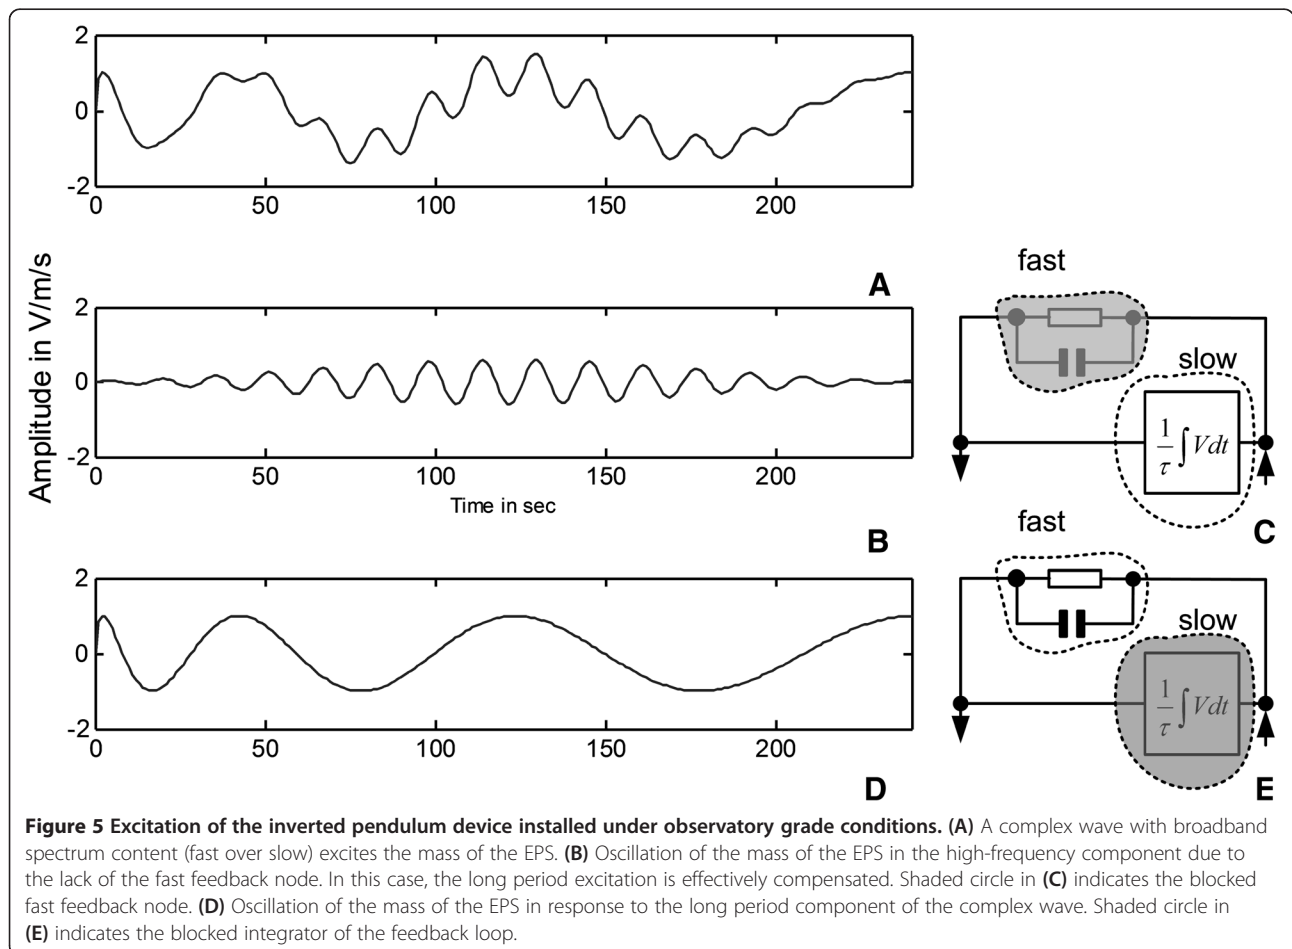 2
0
-2
0 50 100 150 200
A
fast
2
0
-2
0 50 100 150 200
Time in sec
Amplitude in V/m/s
B
slow
1/τ ∫Vdt
C
fast
2
0
-2
0 50 100 150 200
D
slow
1/τ ∫Vdt
E
Figure 5 Excitation of the inverted pendulum device installed under observatory grade conditions. (A) A complex wave with broadband
spectrum content (fast over slow) excites the mass of the EPS. (B) Oscillation of the mass of the EPS in the high-frequency component due to
the lack of the fast feedback node. In this case, the long period excitation is effectively compensated. Shaded circle in (C) indicates the blocked
fast feedback node. (D) Oscillation of the mass of the EPS in response to the long period component of the complex wave. Shaded circle in
(E) indicates the blocked integrator of the feedback loop.